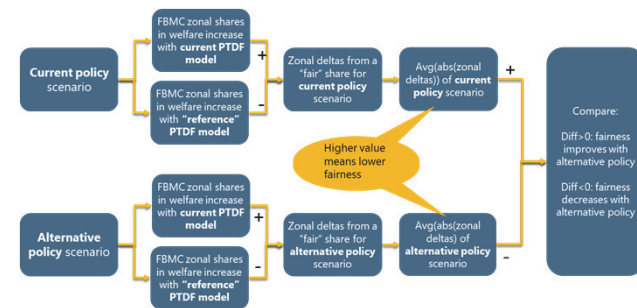 FBMC zonal shares
in welfare increase
with current PTDF
model
Current policy
scenario
+
-
FBMC zonal shares
in welfare increase
with "reference"
PTDF model
Zonal deltas from a
"fair" share for
current policy
scenario
Avg(abs(zonal
deltas)) of current
policy scenario
+
Higher value
means lower
fairness
Compare:
Diff>0: fairness
improves with
alternative policy
Diff<0: fairness
decreases with
alternative policy
FBMC zonal shares
in welfare increase
with current PTDF
model
Alternative
policy scenario
+
-
FBMC zonal shares
in welfare increase
with "reference"
PTDF model
Zonal deltas from a
"fair" share for
alternative policy
scenario
Avg(abs(zonal
deltas) of
alternative policy
scenario
-